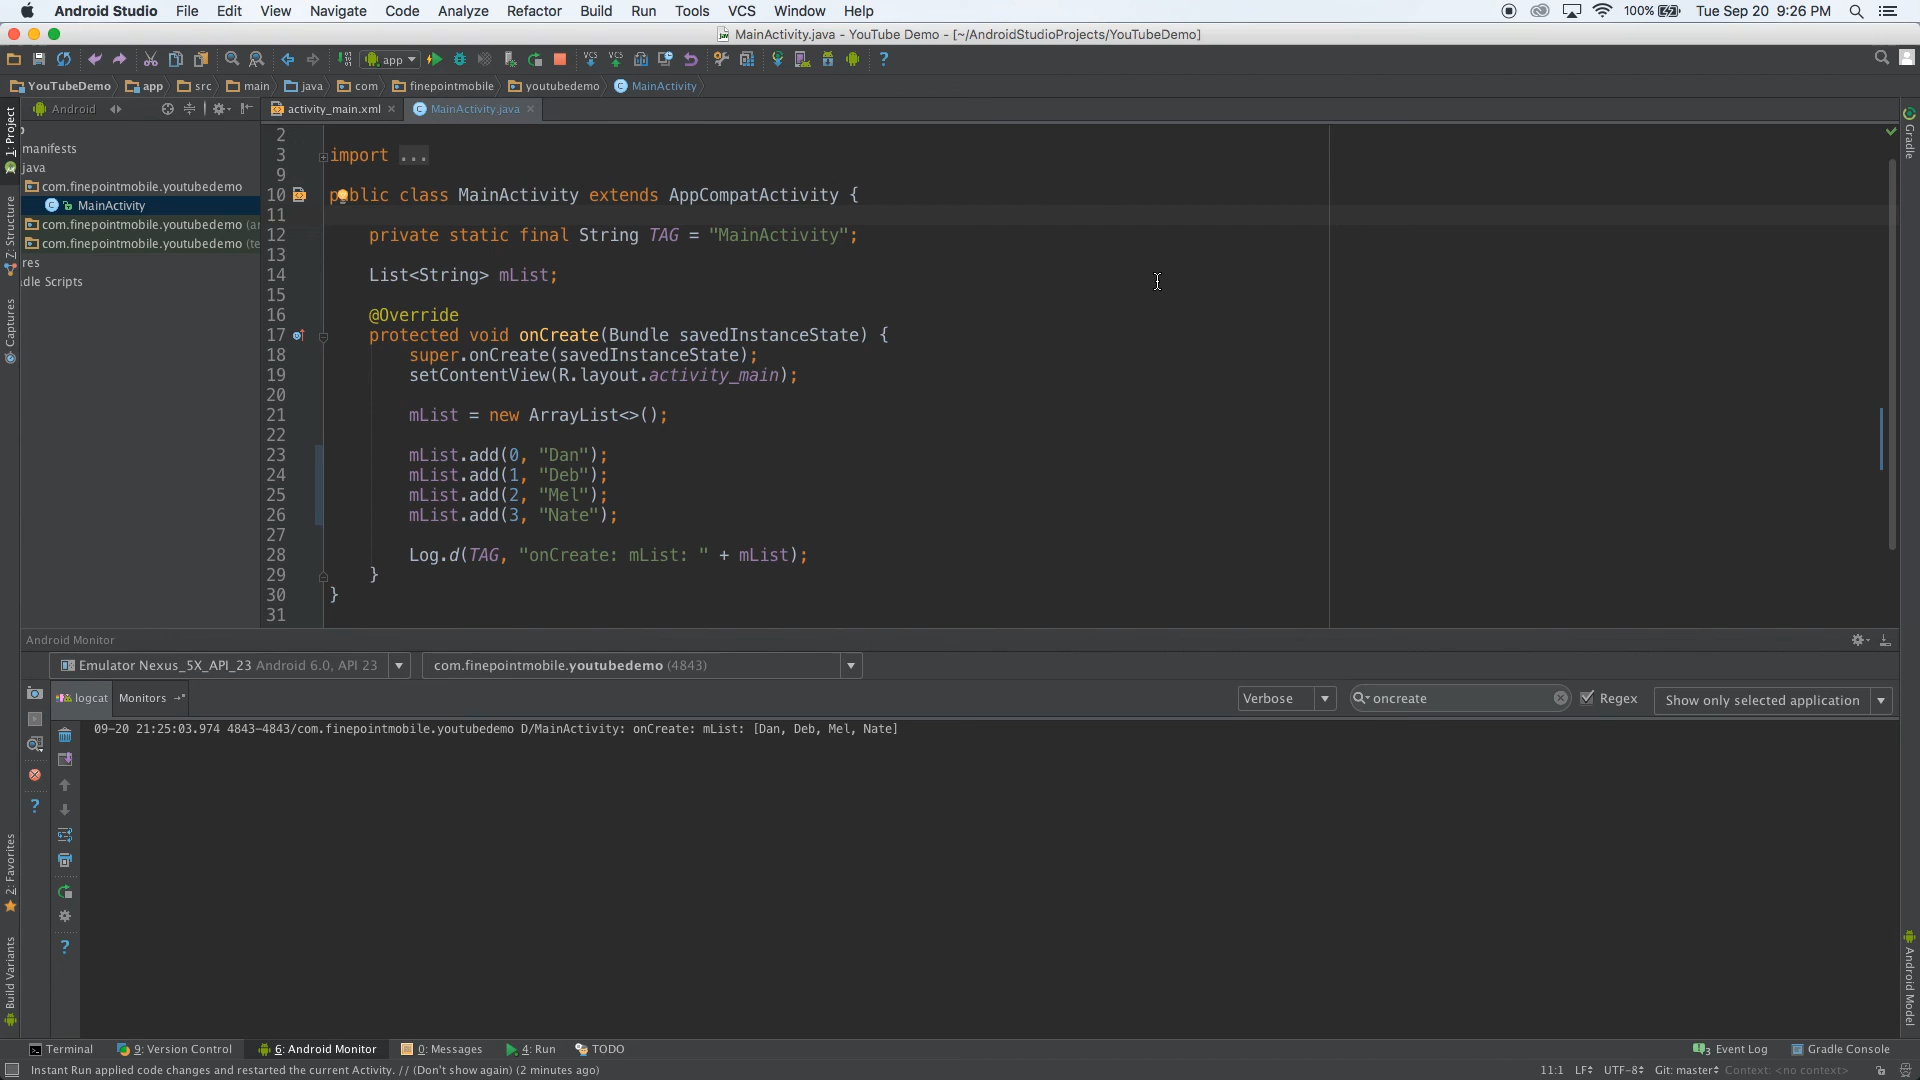 Android Studio File Edit View Navigate Code Analyze Refactor Build Run Tools VCS Window Help 100% Tue Sep 20 9:26 PM
MainActivity.java - YouTube Demo - [~/AndroidStudioProjects/YouTubeDemo]
app
YouTubeDemo app src main java com finepointmobile youtubedemo MainActivity
Android activity_main.xml MainActivity.java
manifests
java
com.finepointmobile.youtubedemo
MainActivity
com.finepointmobile.youtubedemo (a
com.finepointmobile.youtubedemo (te
res
dle Scripts
1: Project
7: Structure
Captures
2: Favorites
Build Variants
Gradle
Android Model
2
3 import ...
9
10 public class MainActivity extends AppCompatActivity {
11
12 private static final String TAG = "MainActivity";
13
14 List<String> mList;
15
16 @Override
17 protected void onCreate(Bundle savedInstanceState) {
18 super.onCreate(savedInstanceState);
19 setContentView(R.layout.activity_main);
20
21 mList = new ArrayList<>();
22
23 mList.add(0, "Dan");
24 mList.add(1, "Deb");
25 mList.add(2, "Mel");
26 mList.add(3, "Nate");
27
28 Log.d(TAG, "onCreate: mList: " + mList);
29 }
30 }
31
Android Monitor
Emulator Nexus_5X_API_23 Android 6.0, API 23 com.finepointmobile.youtubedemo (4843)
logcat Monitors Verbose oncreate Regex Show only selected application
09-20 21:25:03.974 4843-4843/com.finepointmobile.youtubedemo D/MainActivity: onCreate: mList: [Dan, Deb, Mel, Nate]
Terminal 9: Version Control 6: Android Monitor 0: Messages 4: Run TODO 3 Event Log Gradle Console
Instant Run applied code changes and restarted the current Activity. // (Don't show again) (2 minutes ago) 11:1 LF UTF-8 Git: master Context: <no context>